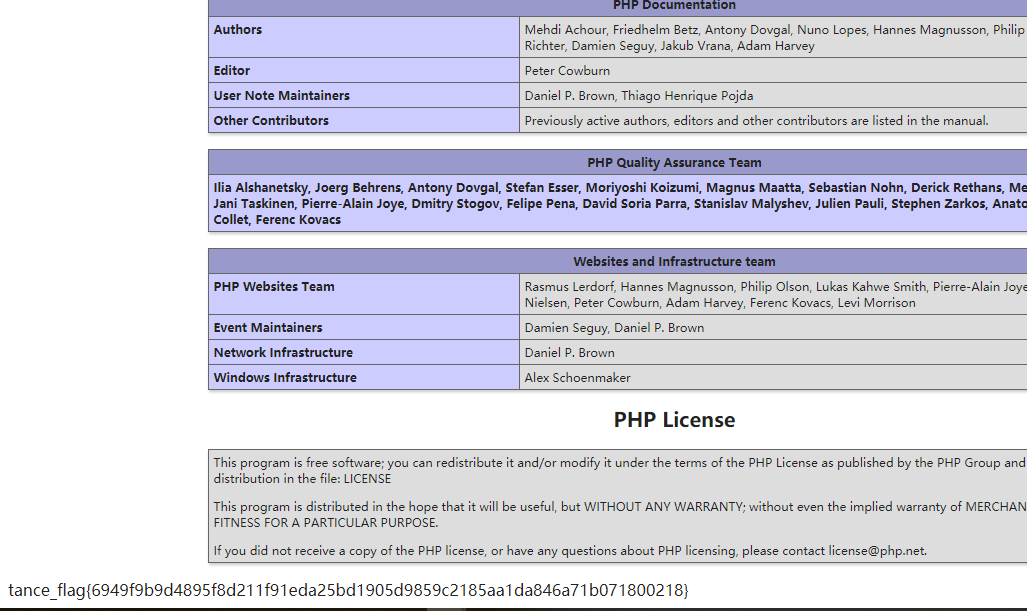 PHP Documentation
Authors
Mehdi Achour, Friedhelm Betz, Antony Dovgal, Nuno Lopes, Hannes Magnusson, Philip
Richter, Damien Seguy, Jakub Vrana, Adam Harvey
Editor
Peter Cowburn
User Note Maintainers
Daniel P. Brown, Thiago Henrique Pojda
Other Contributors
Previously active authors, editors and other contributors are listed in the manual.
PHP Quality Assurance Team
Ilia Alshanetsky, Joerg Behrens, Antony Dovgal, Stefan Esser, Moriyoshi Koizumi, Magnus Maatta, Sebastian Nohn, Derick Rethans, Me
Jani Taskinen, Pierre-Alain Joye, Dmitry Stogov, Felipe Pena, David Soria Parra, Stanislav Malyshev, Julien Pauli, Stephen Zarkos, Anato
Collet, Ferenc Kovacs
Websites and Infrastructure team
PHP Websites Team
Rasmus Lerdorf, Hannes Magnusson, Philip Olson, Lukas Kahwe Smith, Pierre-Alain Joye
Nielsen, Peter Cowburn, Adam Harvey, Ferenc Kovacs, Levi Morrison
Event Maintainers
Damien Seguy, Daniel P. Brown
Network Infrastructure
Daniel P. Brown
Windows Infrastructure
Alex Schoenmaker
PHP License
This program is free software; you can redistribute it and/or modify it under the terms of the PHP License as published by the PHP Group and
distribution in the file: LICENSE
This program is distributed in the hope that it will be useful, but WITHOUT ANY WARRANTY; without even the implied warranty of MERCHAN
FITNESS FOR A PARTICULAR PURPOSE.
If you did not receive a copy of the PHP license, or have any questions about PHP licensing, please contact license@php.net.
tance_flag{6949f9b9d4895f8d211f91eda25bd1905d9859c2185aa1da846a71b071800218}